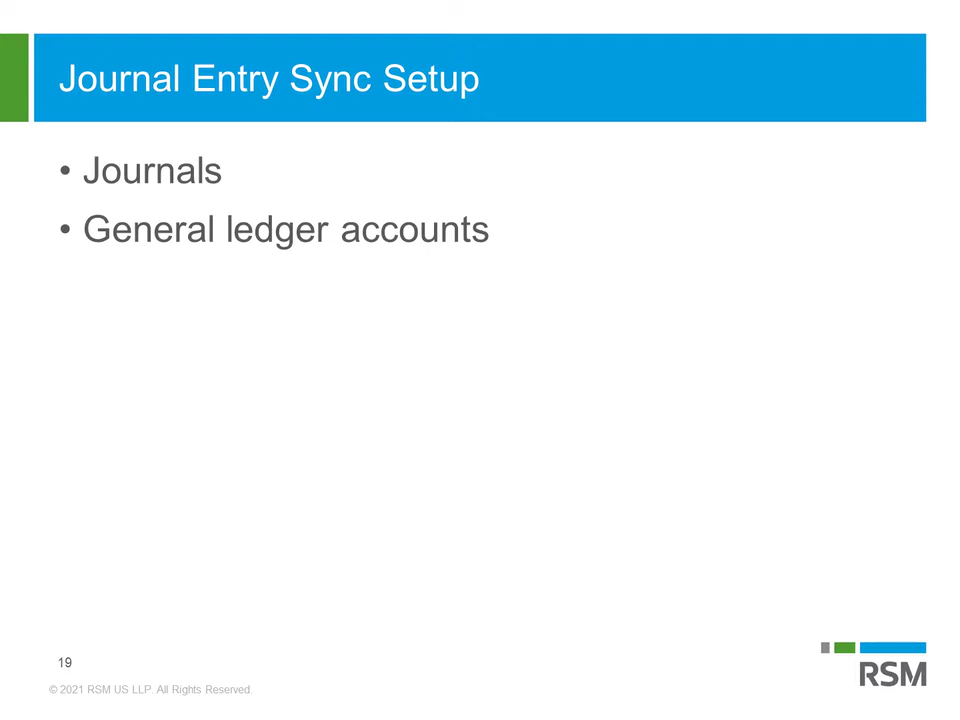 Journal Entry Sync Setup
• Journals
• General ledger accounts
19
© 2021 RSM US LLP. All Rights Reserved.
RSM